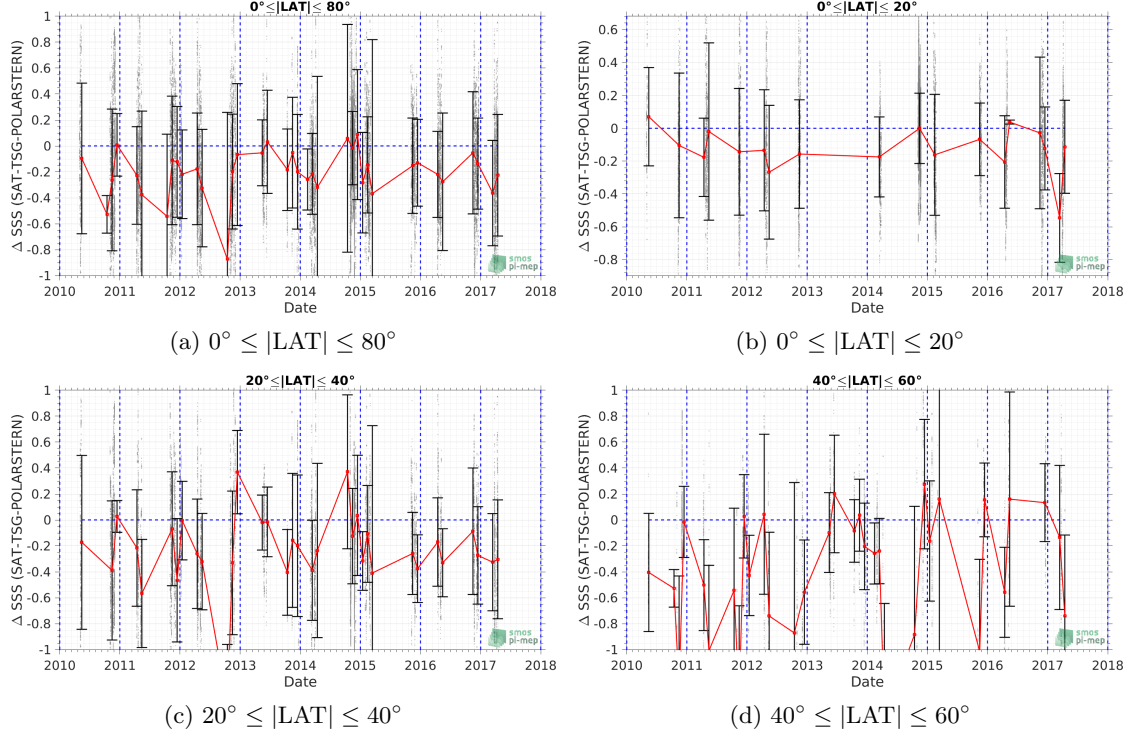 0°≤|LAT|≤ 80°
Δ SSS (SAT-TSG-POLARSTERN)
1
0.8
0.6
0.4
0.2
0
-0.2
-0.4
-0.6
-0.8
-1
2010 2011 2012 2013 2014 2015 2016 2017 2018
Date
smos
pi-mep
(a) 0° ≤ |LAT| ≤ 80°
0°≤|LAT|≤ 20°
Δ SSS (SAT-TSG-POLARSTERN)
0.6
0.4
0.2
0
-0.2
-0.4
-0.6
-0.8
2010 2011 2012 2013 2014 2015 2016 2017 2018
Date
smos
pi-mep
(b) 0° ≤ |LAT| ≤ 20°
20°≤|LAT|≤ 40°
Δ SSS (SAT-TSG-POLARSTERN)
1
0.8
0.6
0.4
0.2
0
-0.2
-0.4
-0.6
-0.8
-1
2010 2011 2012 2013 2014 2015 2016 2017 2018
Date
smos
pi-mep
(c) 20° ≤ |LAT| ≤ 40°
40°≤|LAT|≤ 60°
Δ SSS (SAT-TSG-POLARSTERN)
1
0.8
0.6
0.4
0.2
0
-0.2
-0.4
-0.6
-0.8
-1
2010 2011 2012 2013 2014 2015 2016 2017 2018
Date
smos
pi-mep
(d) 40° ≤ |LAT| ≤ 60°